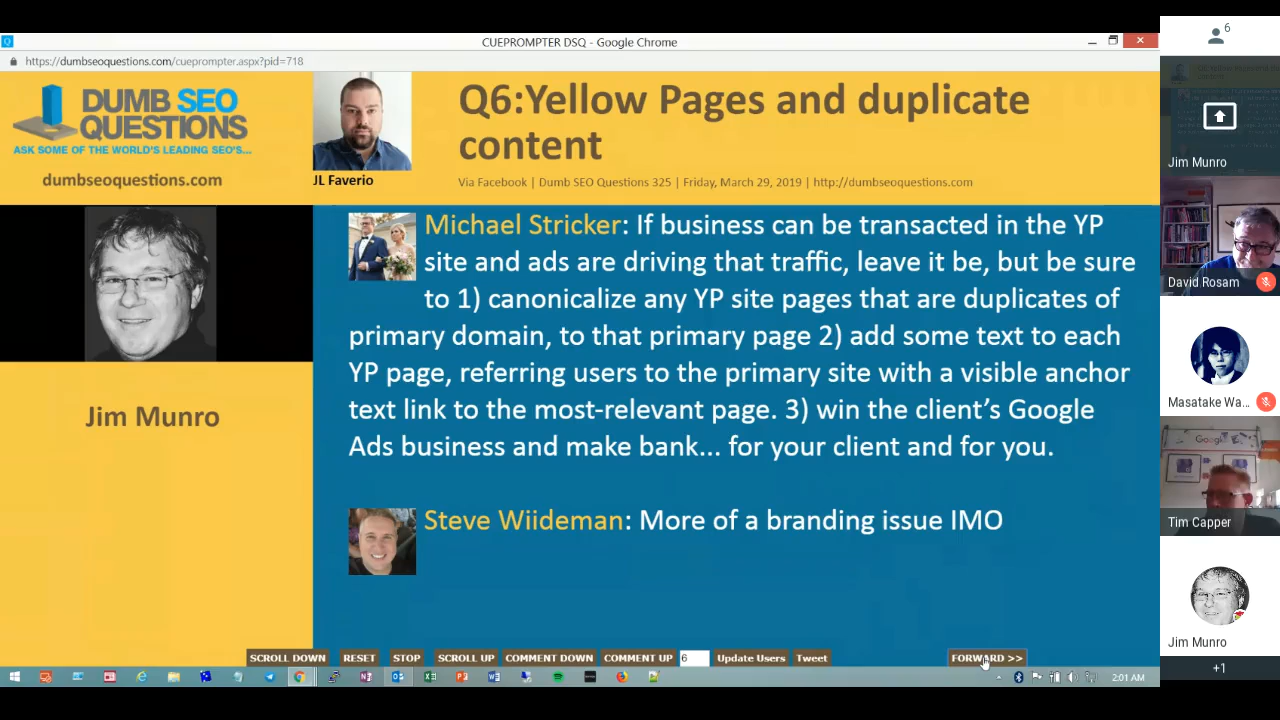 CUEPROMPTER DSQ - Google Chrome
https://dumbseoquestions.com/cueprompter.aspx?pid=718
DUMB SEO
QUESTIONS
ASK SOME OF THE WORLD'S LEADING SEO'S...
dumbseoquestions.com
JL Faverio
Q6:Yellow Pages and duplicate
content
Via Facebook | Dumb SEO Questions 325 | Friday, March 29, 2019 | http://dumbseoquestions.com
Jim Munro
Michael Stricker: If business can be transacted in the YP
site and ads are driving that traffic, leave it be, but be sure
to 1) canonicalize any YP site pages that are duplicates of
primary domain, to that primary page 2) add some text to each
YP page, referring users to the primary site with a visible anchor
text link to the most-relevant page. 3) win the client's Google
Ads business and make bank... for your client and for you.
Steve Wiideman: More of a branding issue IMO
SCROLL DOWN RESET STOP SCROLL UP COMMENT DOWN COMMENT UP 6 Update Users Tweet FORWARD >>
2:01 AM
6
Jim Munro
David Rosam
Masatake Wa...
Google
Tim Capper
Jim Munro
+1